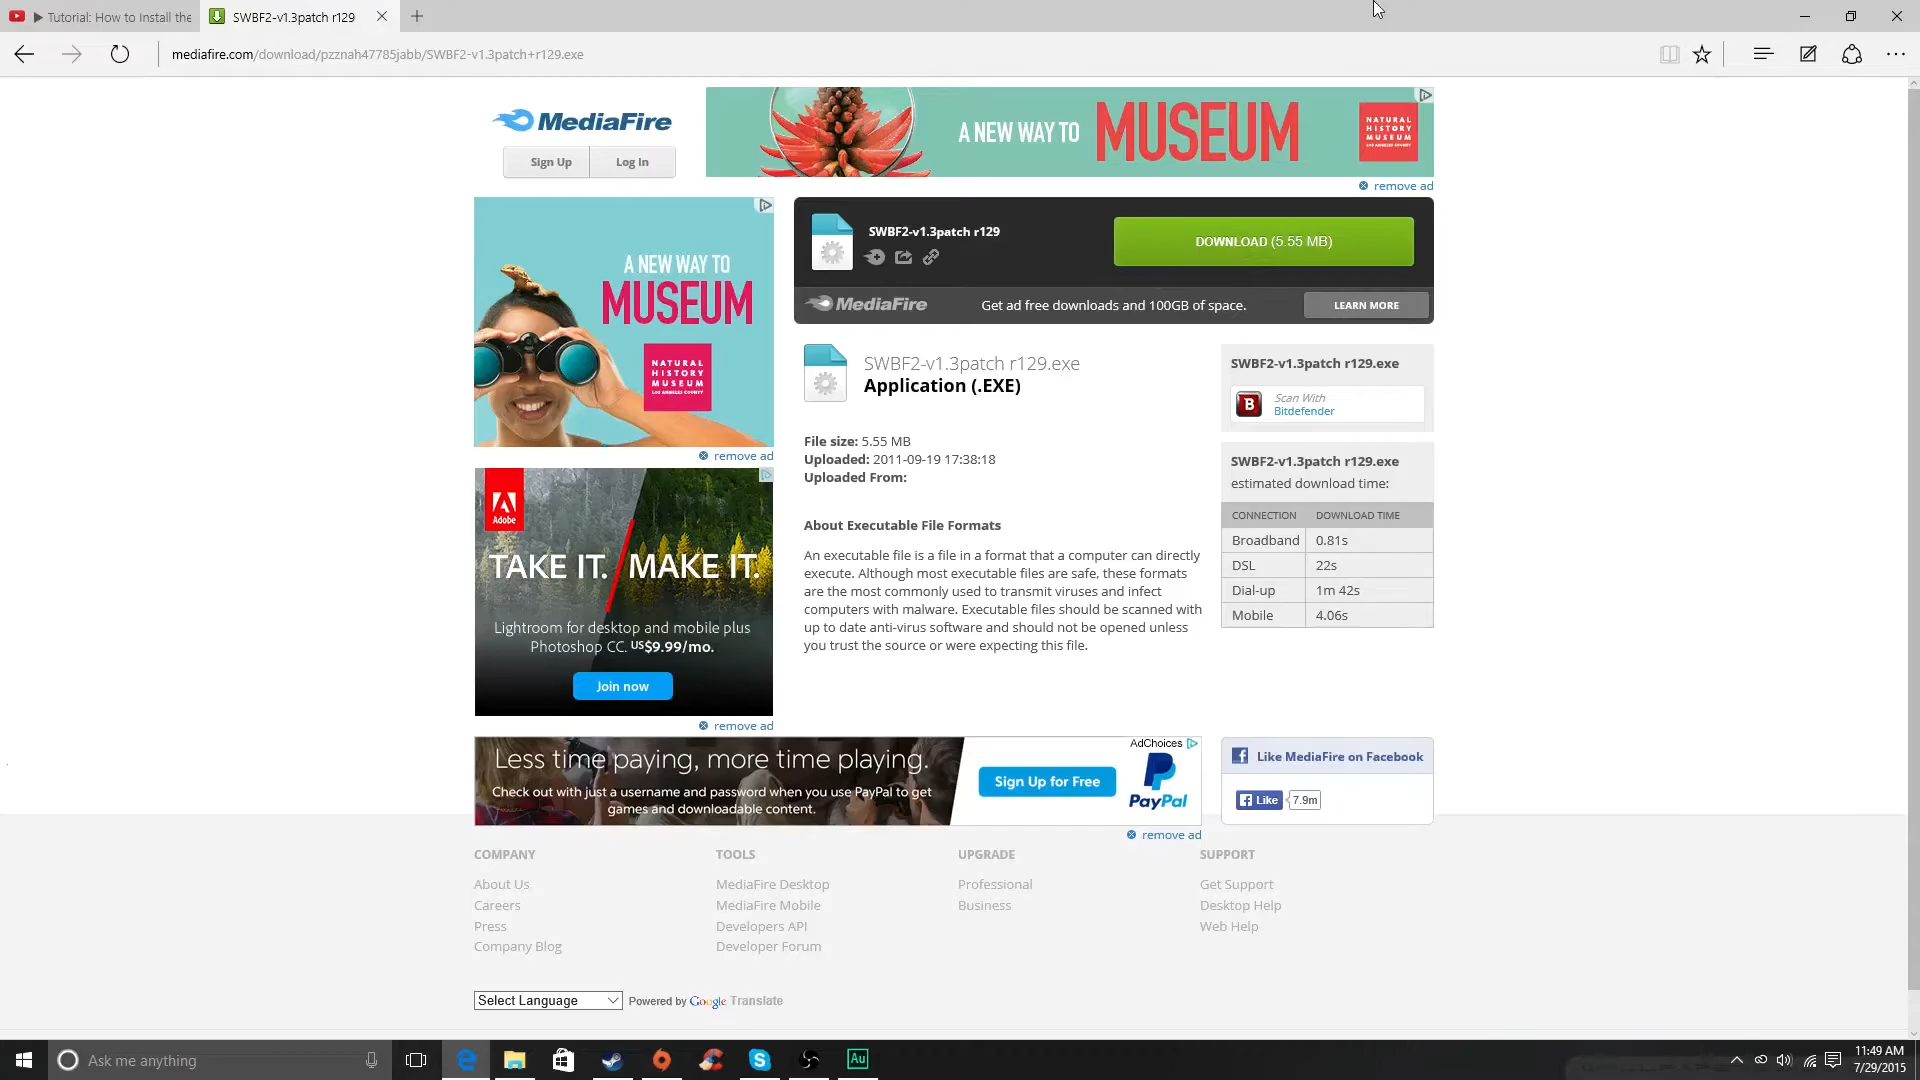 ▶ Tutorial: How to Install the
SWBF2-v1.3patch r129
mediafire.com/download/pzznah47785jabb/SWBF2-v1.3patch+r129.exe
MediaFire
Sign Up
Log In
A NEW WAY TO MUSEUM
NATURAL
HISTORY
MUSEUM
LOS ANGELES COUNTY
remove ad
A NEW WAY TO
MUSEUM
NATURAL
HISTORY
MUSEUM
LOS ANGELES COUNTY
remove ad
SWBF2-v1.3patch r129
DOWNLOAD (5.55 MB)
MediaFire
Get ad free downloads and 100GB of space.
LEARN MORE
SWBF2-v1.3patch r129.exe
Application (.EXE)
File size: 5.55 MB
Uploaded: 2011-09-19 17:38:18
Uploaded From:
About Executable File Formats
An executable file is a file in a format that a computer can directly
execute. Although most executable files are safe, these formats
are the most commonly used to transmit viruses and infect
computers with malware. Executable files should be scanned with
up to date anti-virus software and should not be opened unless
you trust the source or were expecting this file.
SWBF2-v1.3patch r129.exe
B
Scan With
Bitdefender
SWBF2-v1.3patch r129.exe
estimated download time:
CONNECTION DOWNLOAD TIME
Broadband 0.81s
DSL 22s
Dial-up 1m 42s
Mobile 4.06s
Adobe
TAKE IT. / MAKE IT.
Lightroom for desktop and mobile plus
Photoshop CC. US$9.99/mo.
Join now
remove ad
Less time paying, more time playing.
Check out with just a username and password when you use PayPal to get
games and downloadable content.
Sign Up for Free
AdChoices
PayPal
remove ad
Like MediaFire on Facebook
Like
7.9m
COMPANY
About Us
Careers
Press
Company Blog
TOOLS
MediaFire Desktop
MediaFire Mobile
Developers API
Developer Forum
UPGRADE
Professional
Business
SUPPORT
Get Support
Desktop Help
Web Help
Select Language
Powered by Google Translate
Ask me anything
Au
11:49 AM
7/29/2015